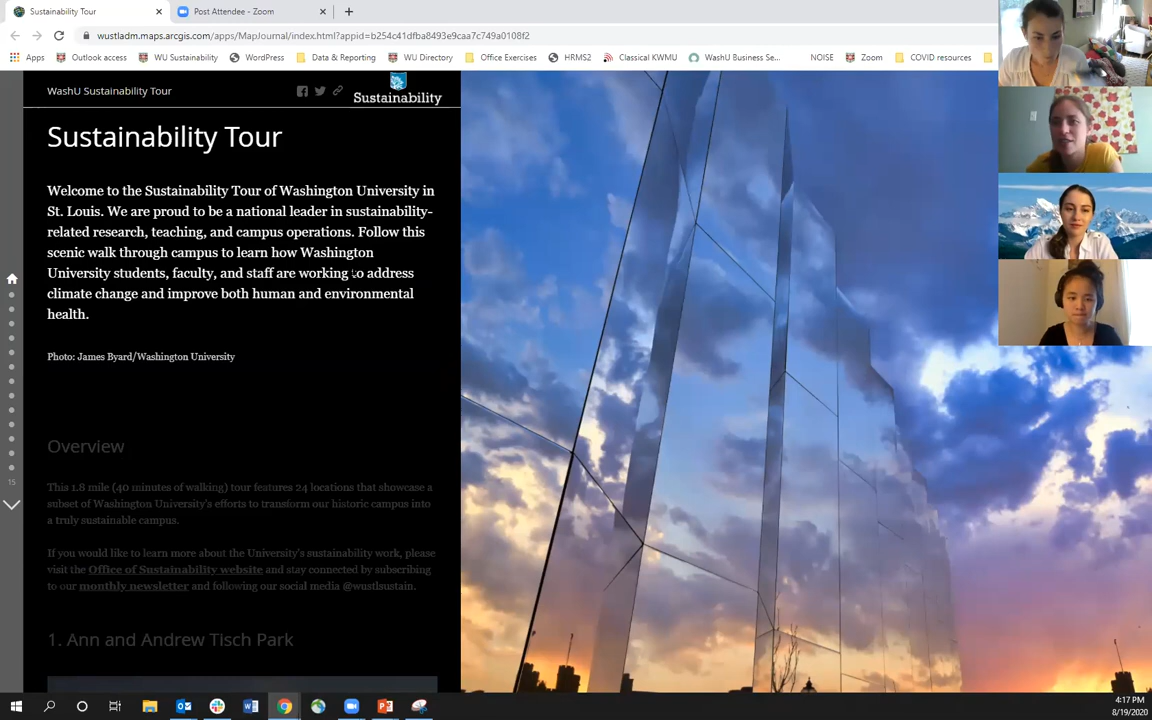 Sustainability Tour
Post Attendee - Zoom
wustladm.maps.arcgis.com/apps/MapJournal/index.html?appid=b254c41dfba8493e9caa7c749a0108f2
Apps
Outlook access
WU Sustainability
WordPress
Data & Reporting
WU Directory
Office Exercises
HRMS2
Classical KWMU
WashU Business Se...
NOISE
Zoom
COVID resources
WashU Sustainability Tour
Sustainability
Sustainability Tour
Welcome to the Sustainability Tour of Washington University in
St. Louis. We are proud to be a national leader in sustainability-
related research, teaching, and campus operations. Follow this
scenic walk through campus to learn how Washington
University students, faculty, and staff are working to address
climate change and improve both human and environmental
health.
Photo: James Byard/Washington University
Overview
This 1.8 mile (40 minutes of walking) tour features 24 locations that showcase a
subset of Washington University's efforts to transform our historic campus into
a truly sustainable campus.
If you would like to learn more about the University's sustainability work, please
visit the Office of Sustainability website and stay connected by subscribing
to our monthly newsletter and following our social media @wustlsustain.
15
1. Ann and Andrew Tisch Park
4:17 PM
8/19/2020